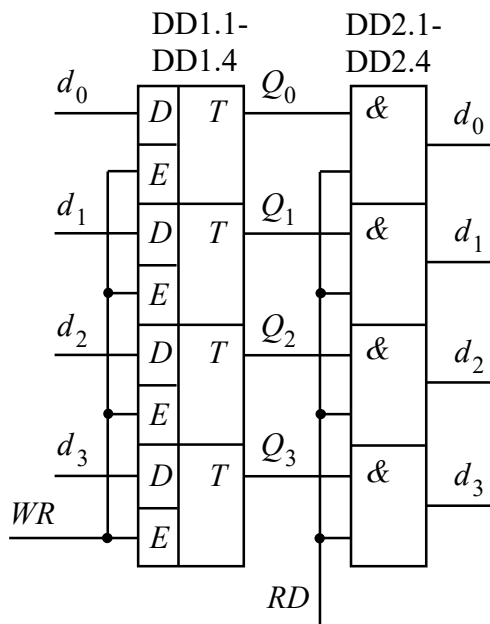 DD1.1- DD2.1-
DD1.4 DD2.4
d0 Q0
D T & d0
E
d1 Q1
D T & d1
E
d2 Q2
D T & d2
E
d3 Q3
D T & d3
WR
E
RD